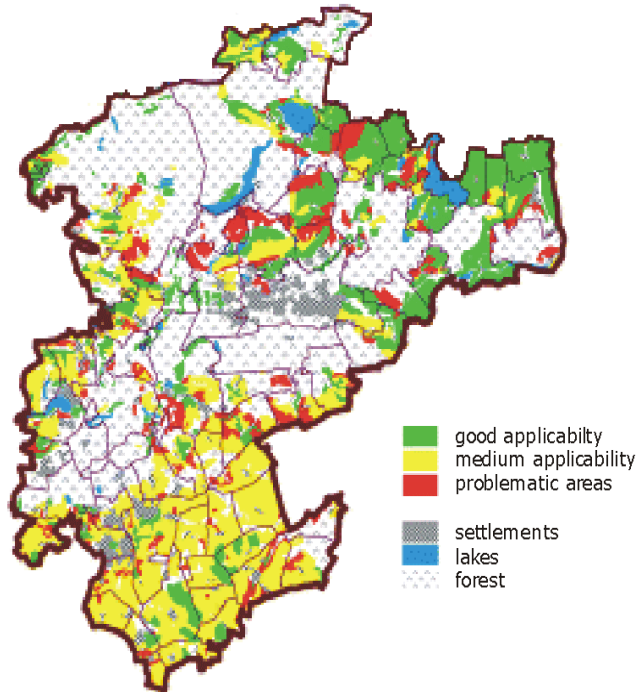 good applicabilty
medium applicability
problematic areas
settlements
lakes
forest